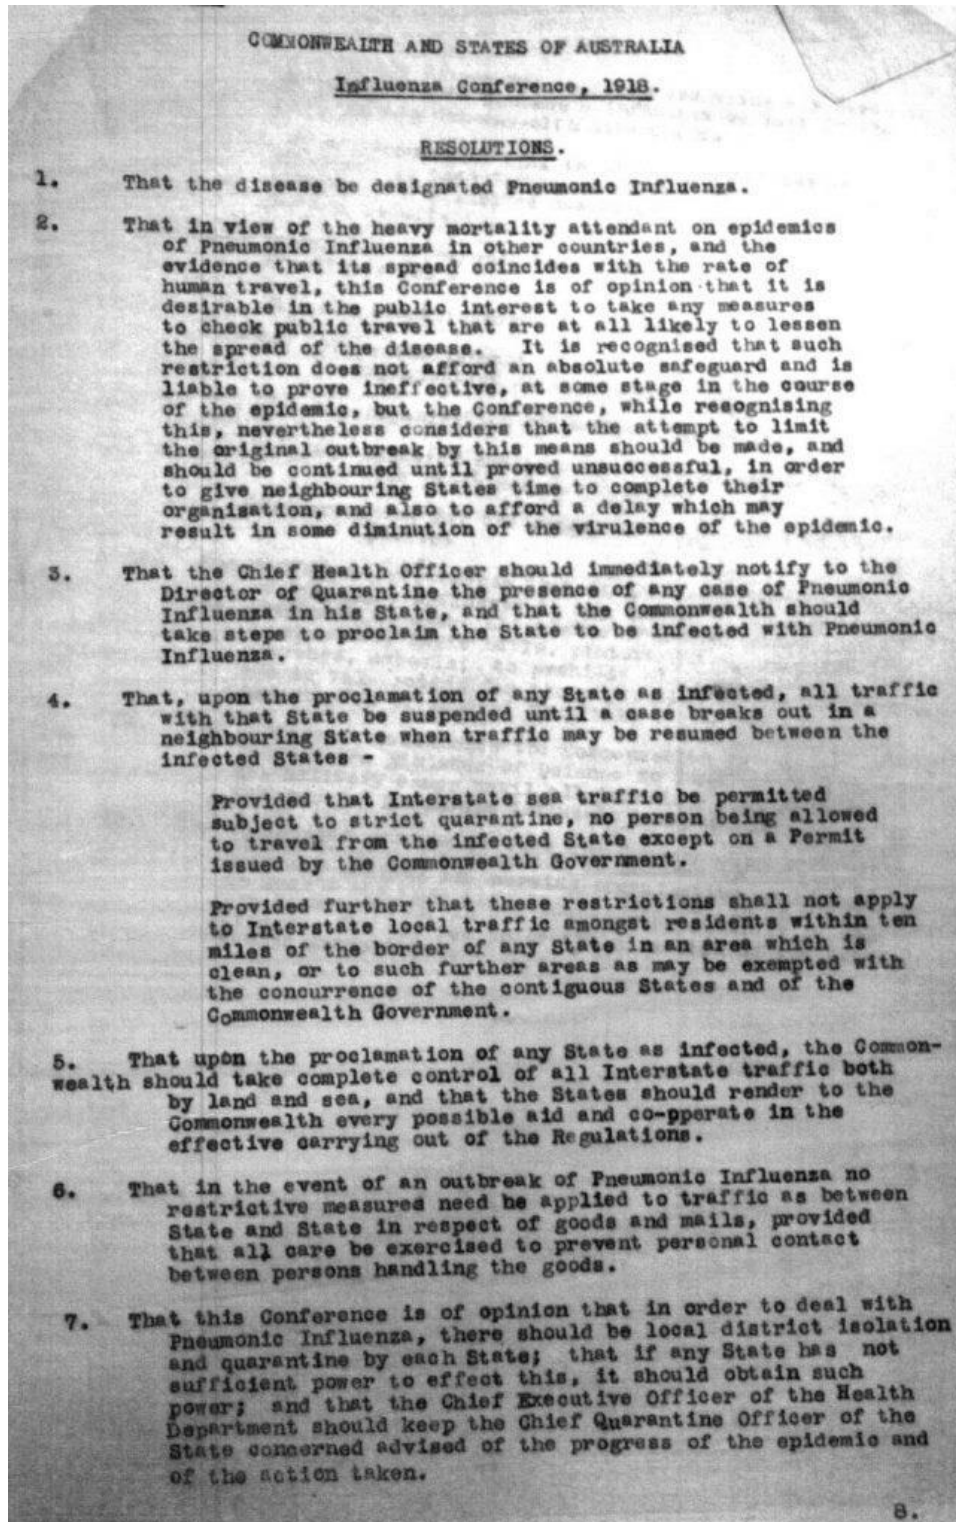 COMMONWEALTH AND STATES OF AUSTRALIA
Influenza Conference, 1918.
RESOLUTIONS.
1. That the disease be designated Pneumonic Influenza.
2. That in view of the heavy mortality attendant on epidemics
of Pneumonic Influenza in other countries, and the
evidence that its spread coincides with the rate of
human travel, this Conference is of opinion that it is
desirable in the public interest to take any measures
to check public travel that are at all likely to lessen
the spread of the disease. It is recognised that such
restriction does not afford an absolute safeguard and is
liable to prove ineffective, at some stage in the course
of the epidemic, but the Conference, while recognising
this, nevertheless considers that the attempt to limit
the original outbreak by this means should be made, and
should be continued until proved unsuccessful, in order
to give neighbouring States time to complete their
organisation, and also to afford a delay which may
result in some diminution of the virulence of the epidemic.
3. That the Chief Health Officer should immediately notify to the
Director of Quarantine the presence of any case of Pneumonic
Influenza in his State, and that the Commonwealth should
take steps to proclaim the State to be infected with Pneumonic
Influenza.
4. That, upon the proclamation of any State as infected, all traffic
with that State be suspended until a case breaks out in a
neighbouring State when traffic may be resumed between the
infected States -
Provided that Interstate sea traffic be permitted
subject to strict quarantine, no person being allowed
to travel from the infected State except on a Permit
issued by the Commonwealth Government.
Provided further that these restrictions shall not apply
to Interstate local traffic amongst residents within ten
miles of the border of any State in an area which is
clean, or to such further areas as may be exempted with
the concurrence of the contiguous States and of the
Commonwealth Government.
5. That upon the proclamation of any State as infected, the Common-
wealth should take complete control of all Interstate traffic both
by land and sea, and that the States should render to the
Commonwealth every possible aid and co-pperate in the
effective carrying out of the Regulations.
6. That in the event of an outbreak of Pneumonic Influenza no
restrictive measures need be applied to traffic as between
State and State in respect of goods and mails, provided
that all care be exercised to prevent personal contact
between persons handling the goods.
7. That this Conference is of opinion that in order to deal with
Pneumonic Influenza, there should be local district isolation
and quarantine by each State; that if any State has not
sufficient power to effect this, it should obtain such
power; and that the Chief Executive Officer of the Health
Department should keep the Chief Quarantine Officer of the
State concerned advised of the progress of the epidemic and
of the action taken.
8.